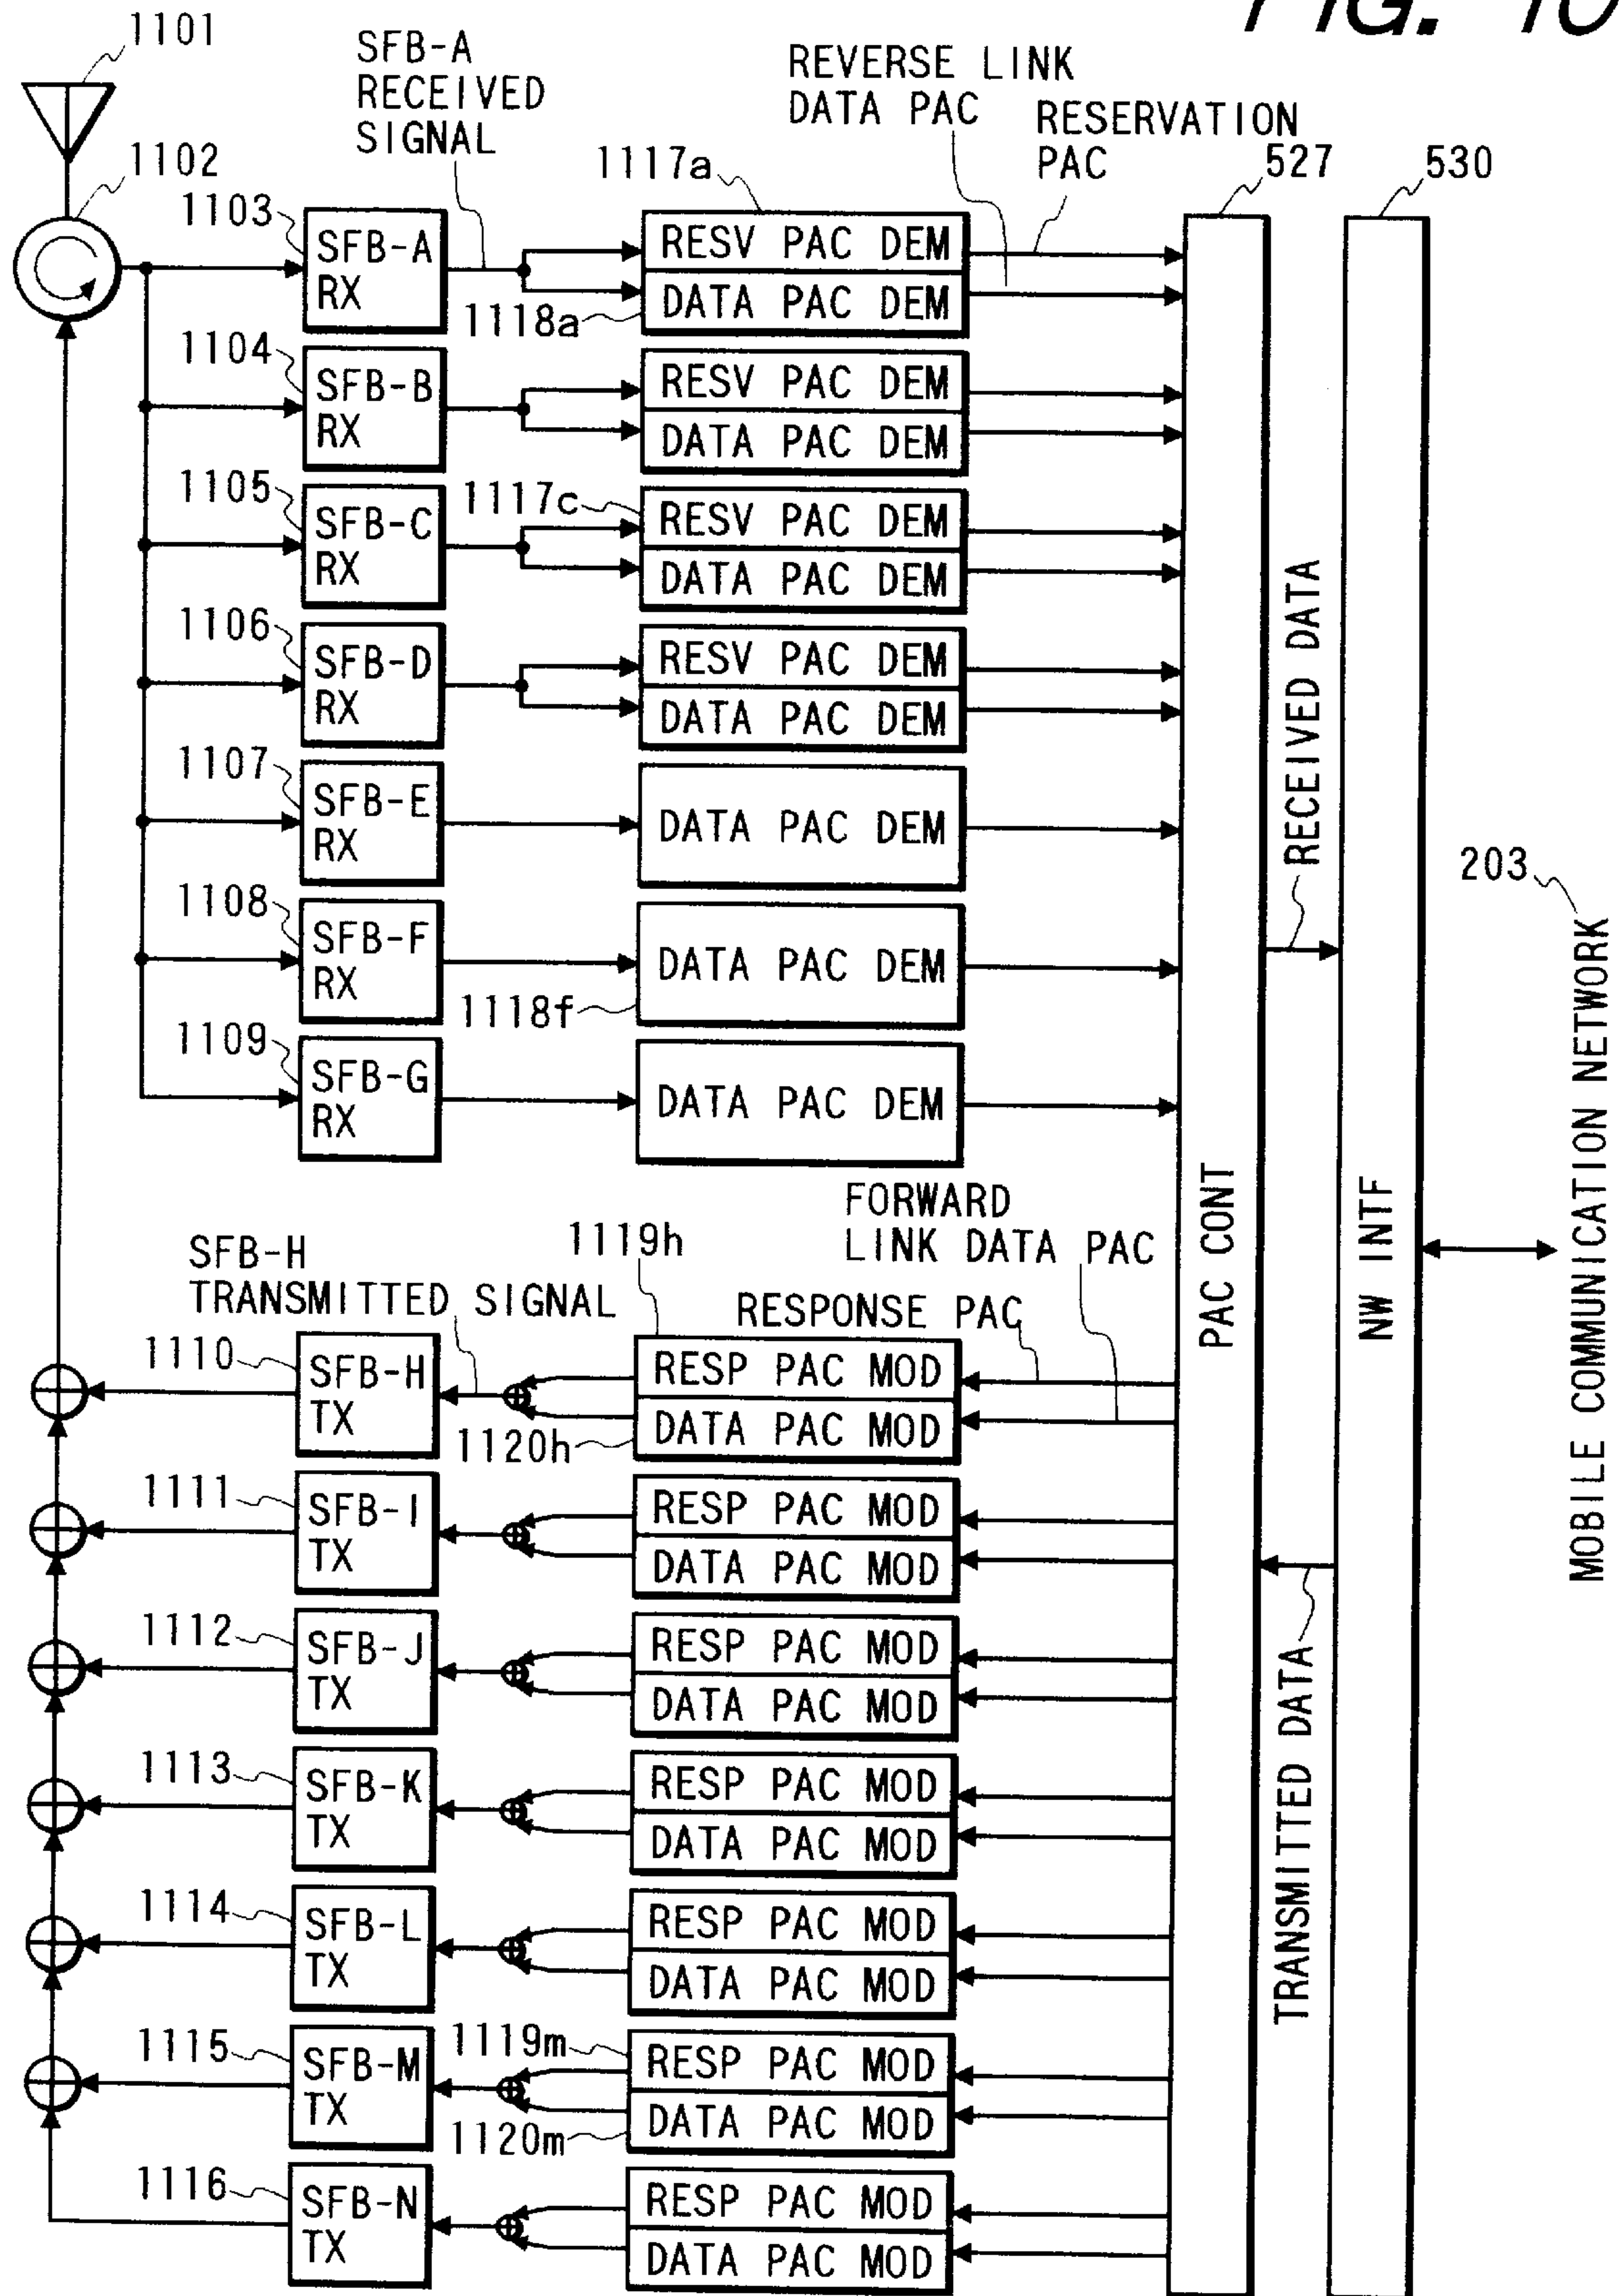 FIG. 10
1101
SFB-A
RECEIVED
SIGNAL
REVERSE LINK
DATA PAC
RESERVATION
PAC
1102
1117a
527
530
1103
SFB-A
RX
RESV PAC DEM
DATA PAC DEM
1118a
1104
SFB-B
RX
RESV PAC DEM
DATA PAC DEM
1105
SFB-C
RX
1117c
RESV PAC DEM
DATA PAC DEM
1106
SFB-D
RX
RESV PAC DEM
DATA PAC DEM
RECEIVED DATA
1107
SFB-E
RX
DATA PAC DEM
203
MOBILE COMMUNICATION NETWORK
1108
SFB-F
RX
DATA PAC DEM
1118f
1109
SFB-G
RX
DATA PAC DEM
PAC CONT
NW INTF
FORWARD
LINK DATA PAC
SFB-H
TRANSMITTED SIGNAL
1119h
RESPONSE PAC
1110
SFB-H
TX
RESP PAC MOD
DATA PAC MOD
1120h
1111
SFB-I
TX
RESP PAC MOD
DATA PAC MOD
TRANSMITTED DATA
1112
SFB-J
TX
RESP PAC MOD
DATA PAC MOD
1113
SFB-K
TX
RESP PAC MOD
DATA PAC MOD
1114
SFB-L
TX
RESP PAC MOD
DATA PAC MOD
1115
SFB-M
TX
1119m
RESP PAC MOD
DATA PAC MOD
1120m
1116
SFB-N
TX
RESP PAC MOD
DATA PAC MOD